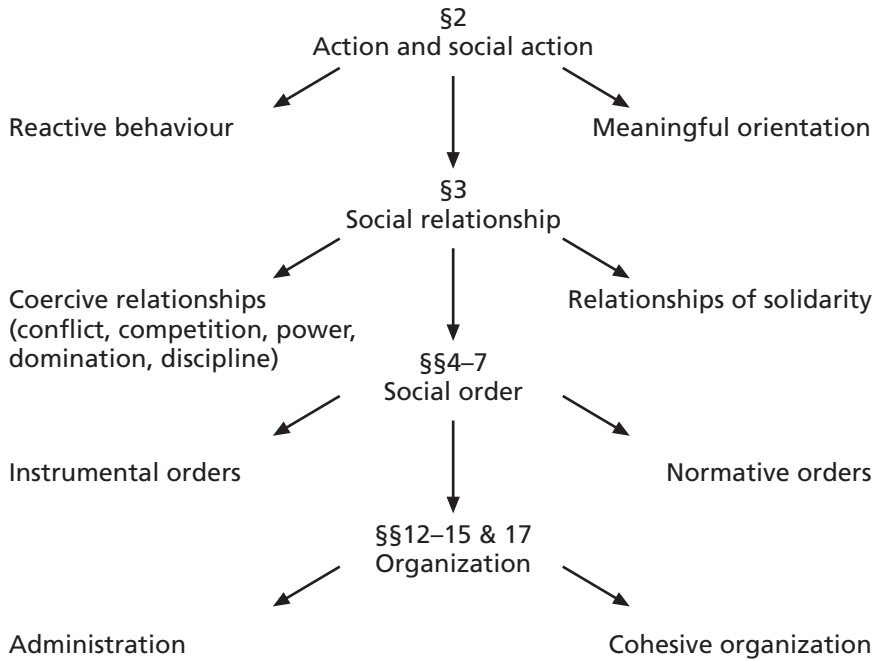 §2
Action and social action
Reactive behaviour
Meaningful orientation
§3
Social relationship
Coercive relationships
(conflict, competition, power,
domination, discipline)
Relationships of solidarity
§§4–7
Social order
Instrumental orders
Normative orders
§§12–15 & 17
Organization
Administration
Cohesive organization